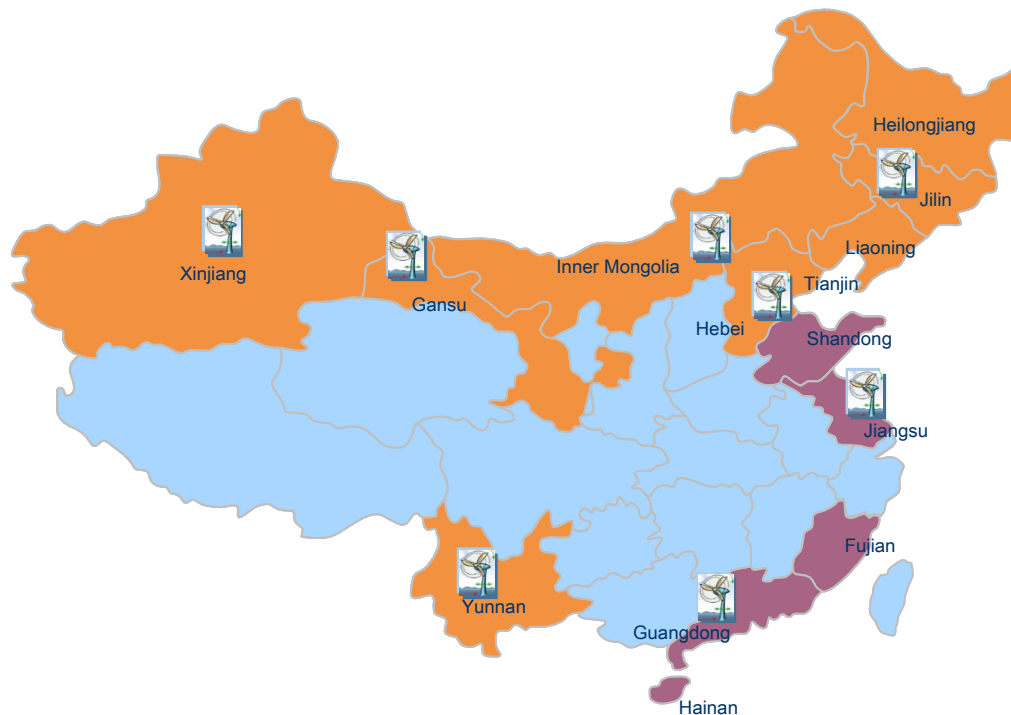 Heilongjiang
Jilin
Liaoning
Xinjiang
Inner Mongolia
Tianjin
Gansu
Hebei
Shandong
Jiangsu
Fujian
Yunnan
Guangdong
Hainan